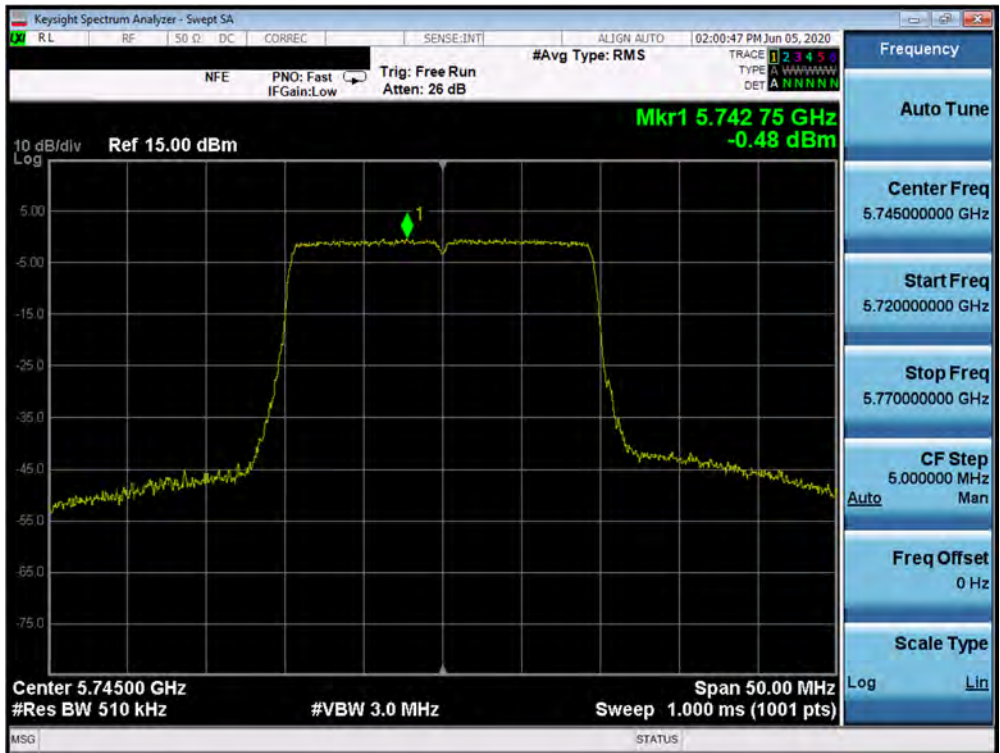 Keysight Spectrum Analyzer - Swept SA
LXI RL RF 50 Ω DC CORREC SENSE:INT ALIGN AUTO 02:00:47 PM Jun 05, 2020
#Avg Type: RMS TRACE 1 2 3 4 5 6
NFE PNO: Fast Trig: Free Run TYPE A WWWWW
IFGain:Low Atten: 26 dB DET A N N N N N
Mkr1 5.742 75 GHz
-0.48 dBm
10 dB/div Ref 15.00 dBm
Log
1
5.00
-5.00
-15.0
-25.0
-35.0
-45.0
-55.0
-65.0
-75.0
Center 5.74500 GHz Span 50.00 MHz
#Res BW 510 kHz #VBW 3.0 MHz Sweep 1.000 ms (1001 pts)
MSG STATUS
Frequency
Auto Tune
Center Freq
5.745000000 GHz
Start Freq
5.720000000 GHz
Stop Freq
5.770000000 GHz
CF Step
5.000000 MHz
Auto Man
Freq Offset
0 Hz
Scale Type
Log Lin